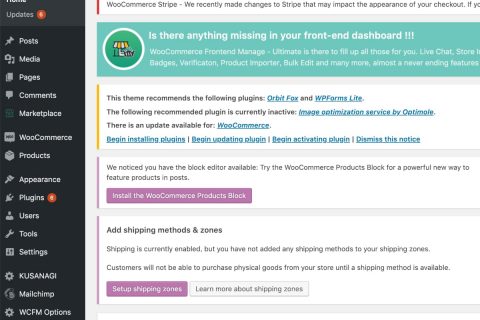 Home
Updates 6
Posts
Media
Pages
Comments
Marketplace
WooCommerce
Products
Appearance
Plugins 6
Users
Tools
Settings
KUSANAGI
Mailchimp
WCFM Options
WooCommerce Stripe - We recently made changes to Stripe that may impact the appearance of your checkout. If yo
Is there anything missing in your front-end dashboard !!!
WooCommerce Frontend Manage - Ultimate is there to fill up all those for you. Live Chat, Store In
Badges, Verificaton, Product Importer, Bulk Edit and many more, almost a never ending features
This theme recommends the following plugins: Orbit Fox and WPForms Lite.
The following recommended plugin is currently inactive: Image optimization service by Optimole.
There is an update available for: WooCommerce.
Begin installing plugins | Begin updating plugin | Begin activating plugin | Dismiss this notice
We noticed you have the block editor available: Try the WooCommerce Products Block for a powerful new way to
feature products in posts.
Install the WooCommerce Products Block
Add shipping methods & zones
Shipping is currently enabled, but you have not added any shipping methods to your shipping zones.
Customers will not be able to purchase physical goods from your store until a shipping method is available.
Setup shipping zones
Learn more about shipping zones